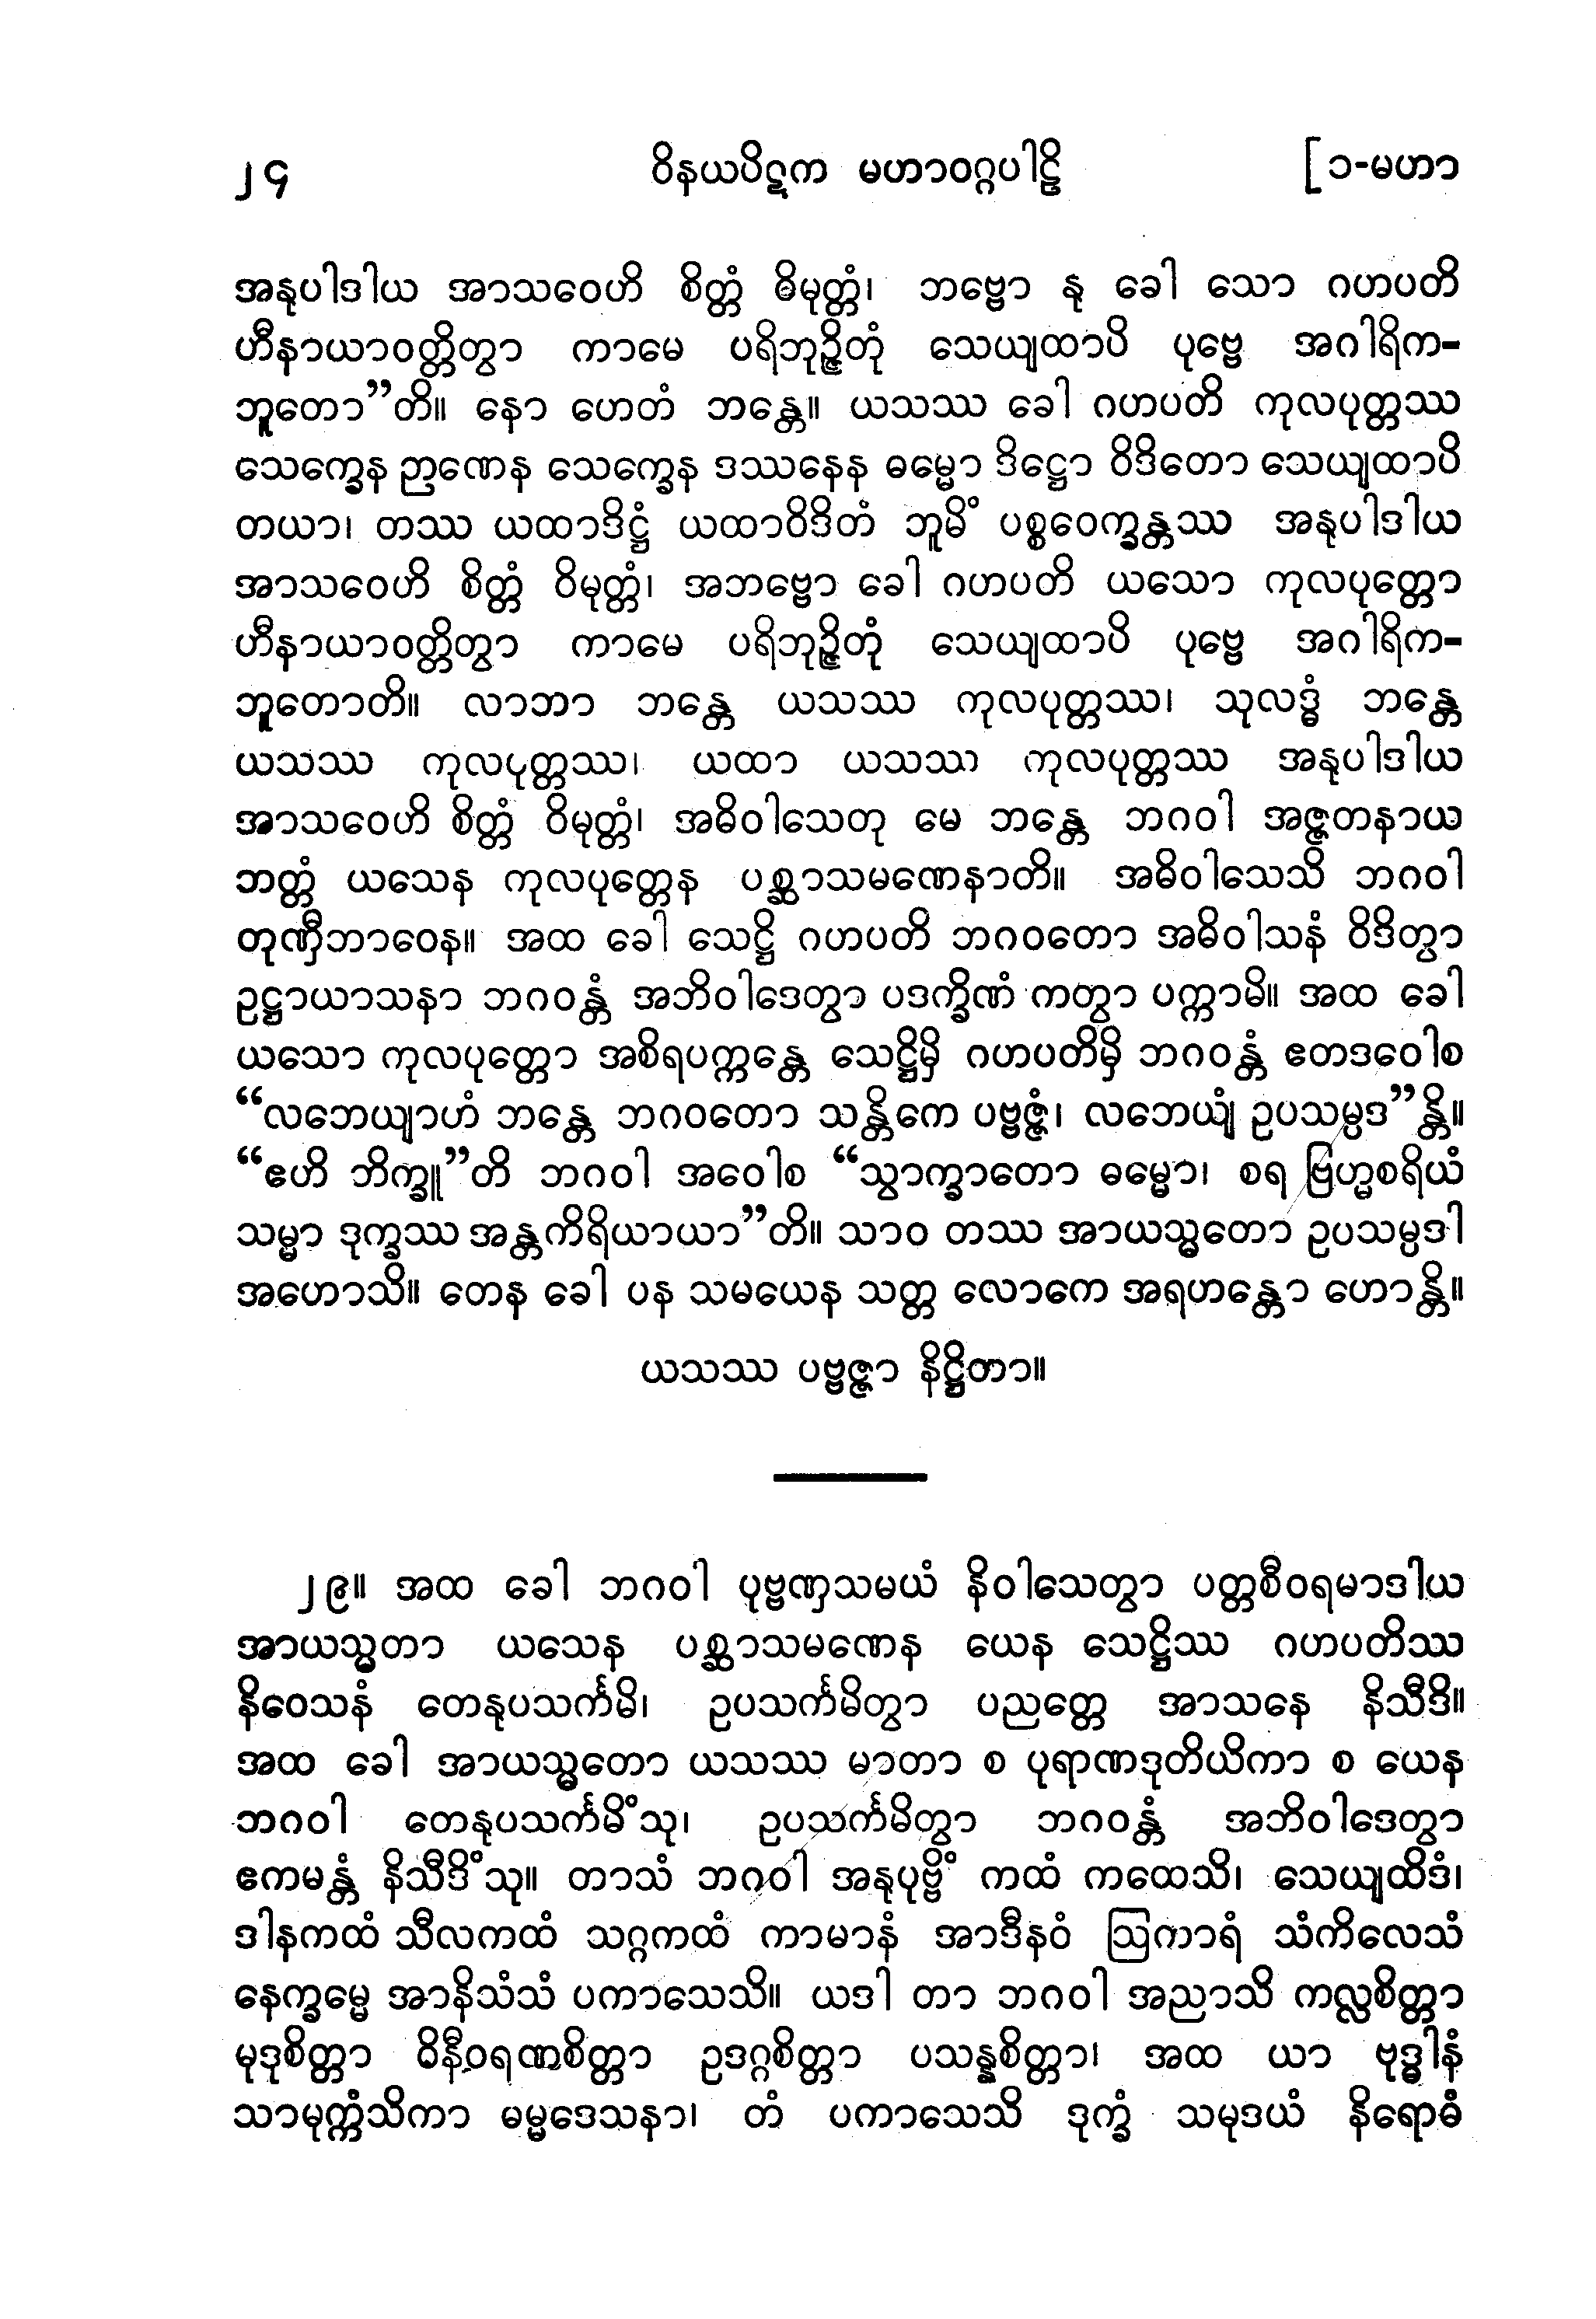 ၂၄ ဝိနယပိဋက မဟာဝဂ္ဂပါဠိ [၁-မဟာ
အနုပါဒါယ အာသဝေဟိ စိတ္တံ ဓိမုတ္တံ၊ ဘဗ္ဗော နု ခေါ သော ဂဟပတိ
ဟီနာယာဝတ္တိတွာ ကာမေ ပရိဘုဉ္ဇိတုံ သေယျထာပိ ပုဗ္ဗေ အဂါရိက-
ဘူတော”တိ။ နော ဟေတံ ဘန္တေ။ ယသဿ ခေါ ဂဟပတိ ကုလပုတ္တဿ
သေက္ခေန ဉာဏေန သေက္ခေန ဒဿနေန ဓမ္မော ဒိဋ္ဌော ဝိဒိတော သေယျထာပိ
တယာ၊ တဿ ယထာဒိဋ္ဌံ ယထာဝိဒိတံ ဘူမိံ ပစ္စဝေက္ခန္တဿ အနုပါဒါယ
အာသဝေဟိ စိတ္တံ ဝိမုတ္တံ၊ အဘဗ္ဗော ခေါ ဂဟပတိ ယသော ကုလပုတ္တော
ဟီနာယာဝတ္တိတွာ ကာမေ ပရိဘုဉ္ဇိတုံ သေယျထာပိ ပုဗ္ဗေ အဂါရိက-
ဘူတောတိ။ လာဘာ ဘန္တေ ယသဿ ကုလပုတ္တဿ၊ သုလဒ္ဓံ ဘန္တေ
ယသဿ ကုလပုတ္တဿ၊ ယထာ ယသဿ ကုလပုတ္တဿ အနုပါဒါယ
အာသဝေဟိ စိတ္တံ ဝိမုတ္တံ၊ အဓိဝါသေတု မေ ဘန္တေ ဘဂဝါ အဇ္ဇတနာယ
ဘတ္တံ ယသေန ကုလပုတ္တေန ပစ္ဆာသမဏေနာတိ။ အဓိဝါသေသိ ဘဂဝါ
တုဏှီဘာဝေန။ အထ ခေါ သေဋ္ဌိ ဂဟပတိ ဘဂဝတော အဓိဝါသနံ ဝိဒိတွာ
ဥဋ္ဌာယာသနာ ဘဂဝန္တံ အဘိဝါဒေတွာ ပဒက္ခိဏံ ကတွာ ပက္ကာမိ။ အထ ခေါ
ယသော ကုလပုတ္တော အစိရပက္ကန္တေ သေဋ္ဌိမှိ ဂဟပတိမှိ ဘဂဝန္တံ ဧတဒဝေါစ
“လဘေယျာဟံ ဘန္တေ ဘဂဝတော သန္တိကေ ပဗ္ဗဇ္ဇံ၊ လဘေယျံ ဥပသမ္ပဒ”န္တိ။
“ဧဟိ ဘိက္ခူ”တိ ဘဂဝါ အဝေါစ “သွာက္ခာတော ဓမ္မော၊ စရ ဗြဟ္မစရိယံ
သမ္မာ ဒုက္ခဿ အန္တကိရိယာယာ”တိ။ သာဝ တဿ အာယသ္မတော ဥပသမ္ပဒါ
အဟောသိ။ တေန ခေါ ပန သမယေန သတ္တ လောကေ အရဟန္တော ဟောန္တိ။
ယသဿ ပဗ္ဗဇ္ဇာ နိဋ္ဌိတာ။
၂၉။ အထ ခေါ ဘဂဝါ ပုဗ္ဗဏှသမယံ နိဝါသေတွာ ပတ္တစီဝရမာဒါယ
အာယသ္မတာ ယသေန ပစ္ဆာသမဏေန ယေန သေဋ္ဌိဿ ဂဟပတိဿ
နိဝေသနံ တေနုပသင်္ကမိ၊ ဥပသင်္ကမိတွာ ပညတ္တေ အာသနေ နိသီဒိ။
အထ ခေါ အာယသ္မတော ယသဿ မာတာ စ ပုရာဏဒုတိယိကာ စ ယေန
ဘဂဝါ တေနုပသင်္ကမိံသု၊ ဥပသင်္ကမိတွာ ဘဂဝန္တံ အဘိဝါဒေတွာ
ဧကမန္တံ နိသီဒိံသု။ တာသံ ဘဂဝါ အနုပုဗ္ဗိံ ကထံ ကထေသိ၊ သေယျထိဒံ၊
ဒါနကထံ သီလကထံ သဂ္ဂကထံ ကာမာနံ အာဒီနဝံ ဩကာရံ သံကိလေသံ
နေက္ခမ္မေ အာနိသံသံ ပကာသေသိ။ ယဒါ တာ ဘဂဝါ အညာသိ ကလ္လစိတ္တာ
မုဒုစိတ္တာ ဓိနီဝရဏစိတ္တာ ဥဒဂ္ဂစိတ္တာ ပသန္နစိတ္တာ၊ အထ ယာ ဗုဒ္ဓါနံ
သာမုက္ကံသိကာ ဓမ္မဒေသနာ၊ တံ ပကာသေသိ ဒုက္ခံ သမုဒယံ နိရောဓံ